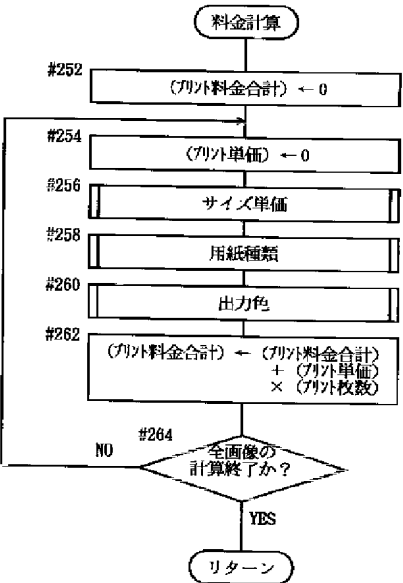 料金計算
#252
(プリント料金合計) ←0
#254
(プリント単価) ←0
#256
サイズ単価
#258
用紙種類
#260
出力色
#262
(プリント料金合計) ← (プリント料金合計)
+ (プリント単価)
× (プリント枚数)
#264
全画像の
計算終了か?
NO
YES
リターン